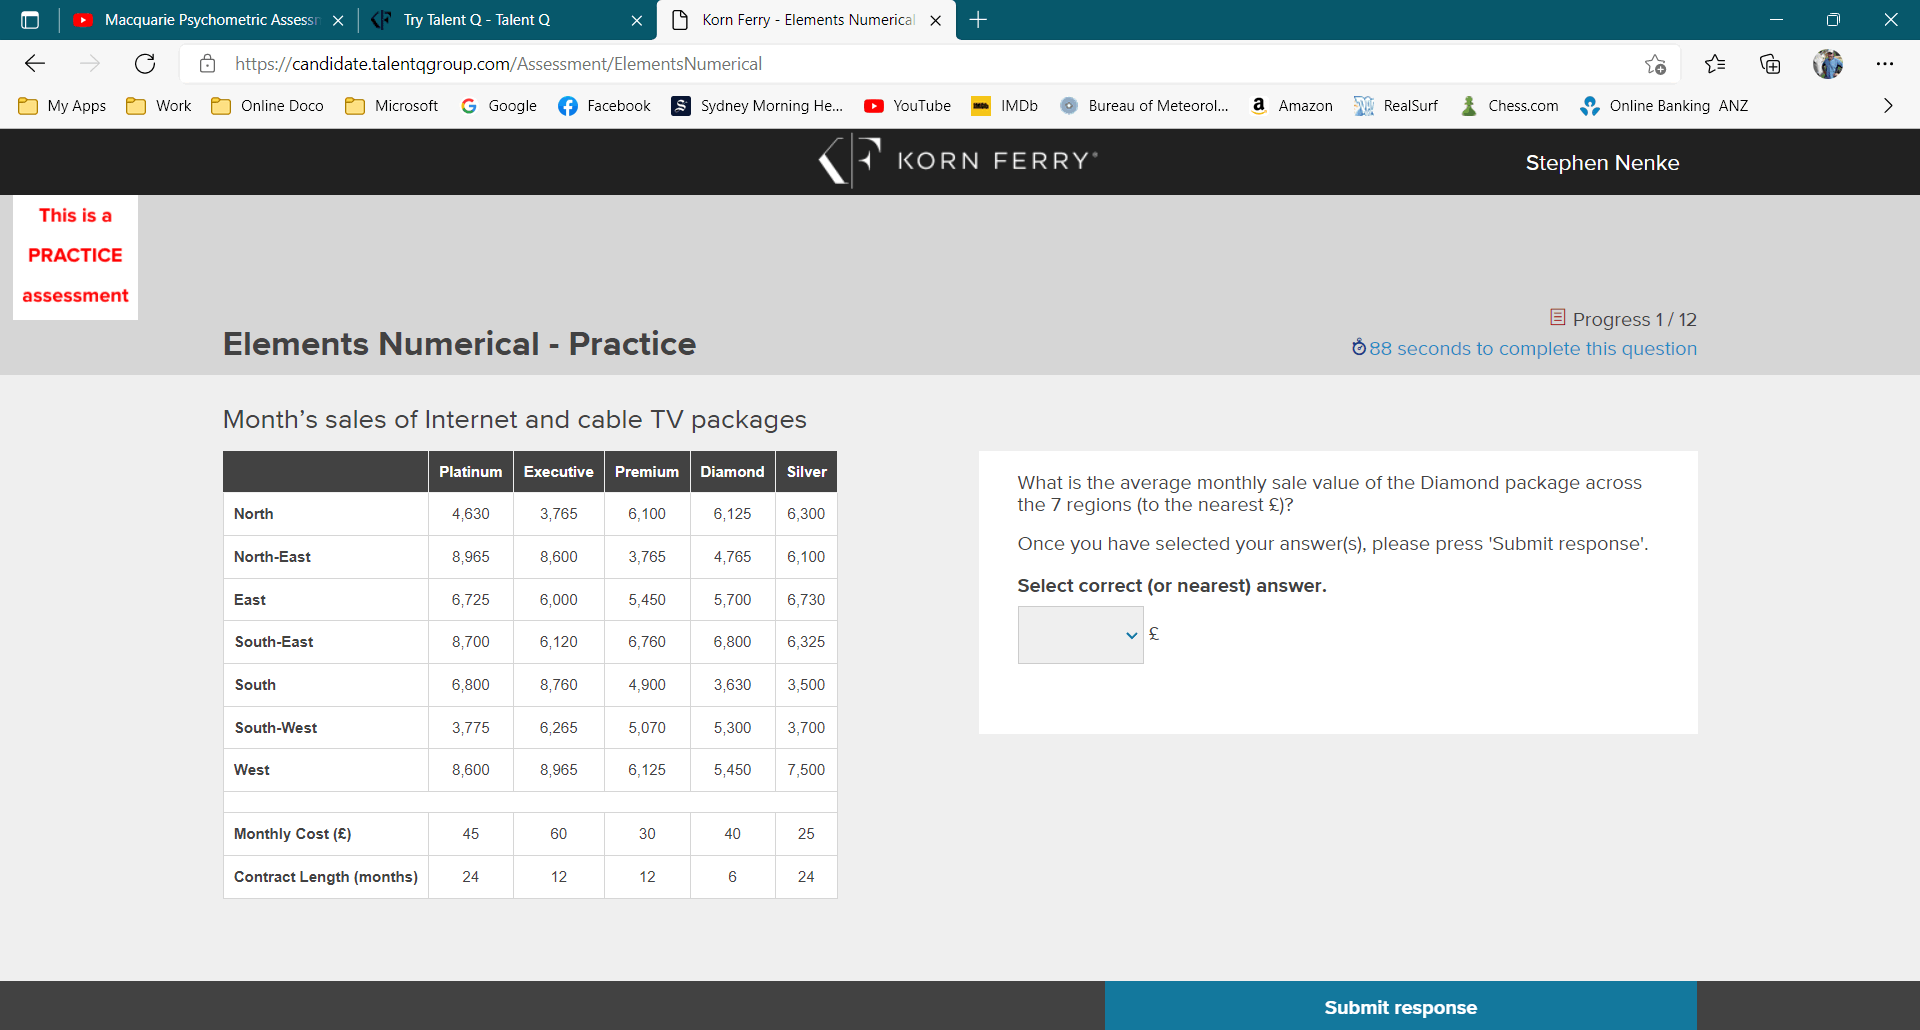 Macquarie Psychometric Assessm
Try Talent Q - Talent Q
Korn Ferry - Elements Numerical
https://candidate.talentqgroup.com/Assessment/ElementsNumerical
My Apps Work Online Doco Microsoft Google Facebook Sydney Morning He... YouTube IMDb Bureau of Meteorol... Amazon RealSurf Chess.com Online Banking ANZ
KORN FERRY
Stephen Nenke
This is a
PRACTICE
assessment
Progress 1 / 12
Elements Numerical - Practice
88 seconds to complete this question
Month’s sales of Internet and cable TV packages
Platinum Executive Premium Diamond Silver
North 4,630 3,765 6,100 6,125 6,300
North-East 8,965 8,600 3,765 4,765 6,100
East 6,725 6,000 5,450 5,700 6,730
South-East 8,700 6,120 6,760 6,800 6,325
South 6,800 8,760 4,900 3,630 3,500
South-West 3,775 6,265 5,070 5,300 3,700
West 8,600 8,965 6,125 5,450 7,500
Monthly Cost (£) 45 60 30 40 25
Contract Length (months) 24 12 12 6 24
What is the average monthly sale value of the Diamond package across
the 7 regions (to the nearest £)?
Once you have selected your answer(s), please press 'Submit response'.
Select correct (or nearest) answer.
£
Submit response